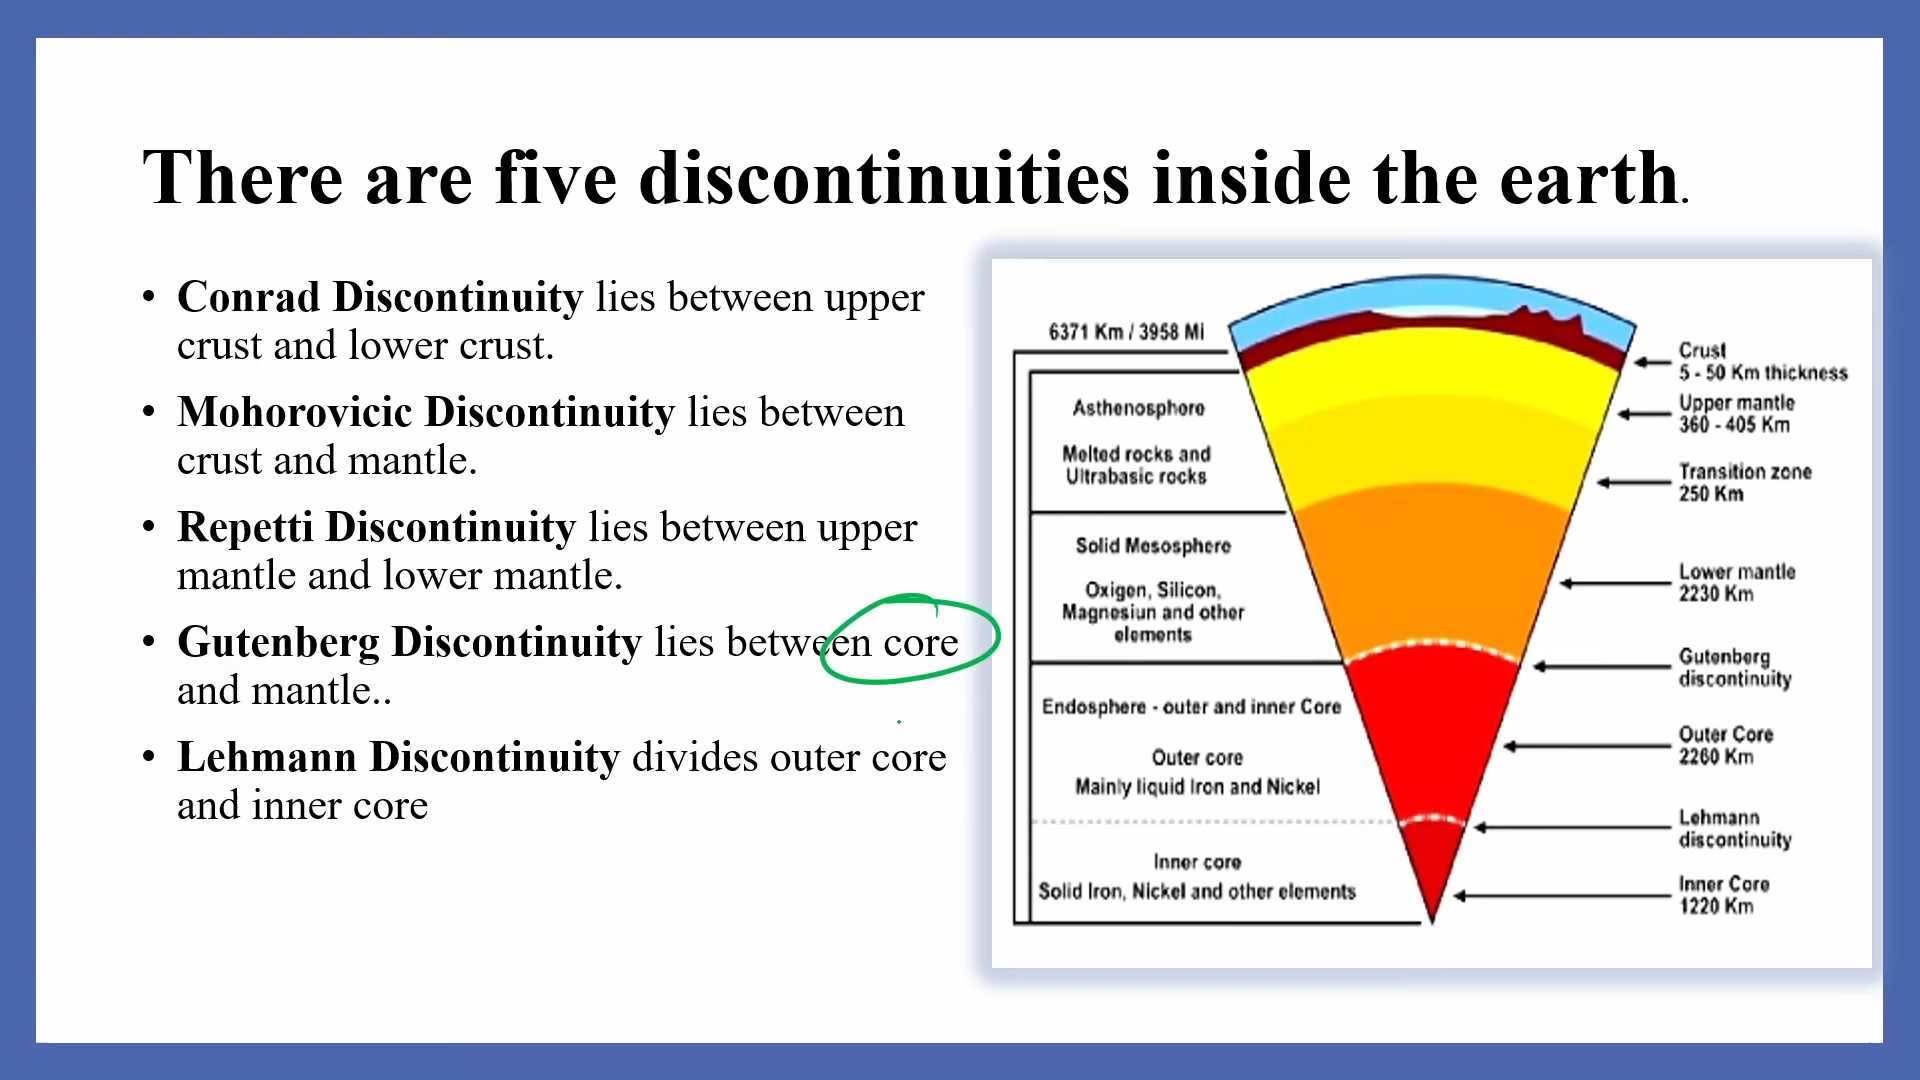 There are five discontinuities inside the earth.
• Conrad Discontinuity lies between upper
crust and lower crust.
• Mohorovicic Discontinuity lies between
crust and mantle.
• Repetti Discontinuity lies between upper
mantle and lower mantle.
• Gutenberg Discontinuity lies between core
and mantle..
• Lehmann Discontinuity divides outer core
and inner core
6371 Km / 3958 Mi
Asthenosphere
Melted rocks and
Ultrabasic rocks
Solid Mesosphere
Oxigen, Silicon,
Magnesiun and other
elements
Endosphere - outer and inner Core
Outer core
Mainly liquid Iron and Nickel
Inner core
Solid Iron, Nickel and other elements
Crust
5 - 50 Km thickness
Upper mantle
360 - 405 Km
Transition zone
250 Km
Lower mantle
2230 Km
Gutenberg
discontinuity
Outer Core
2260 Km
Lehmann
discontinuity
Inner Core
1220 Km